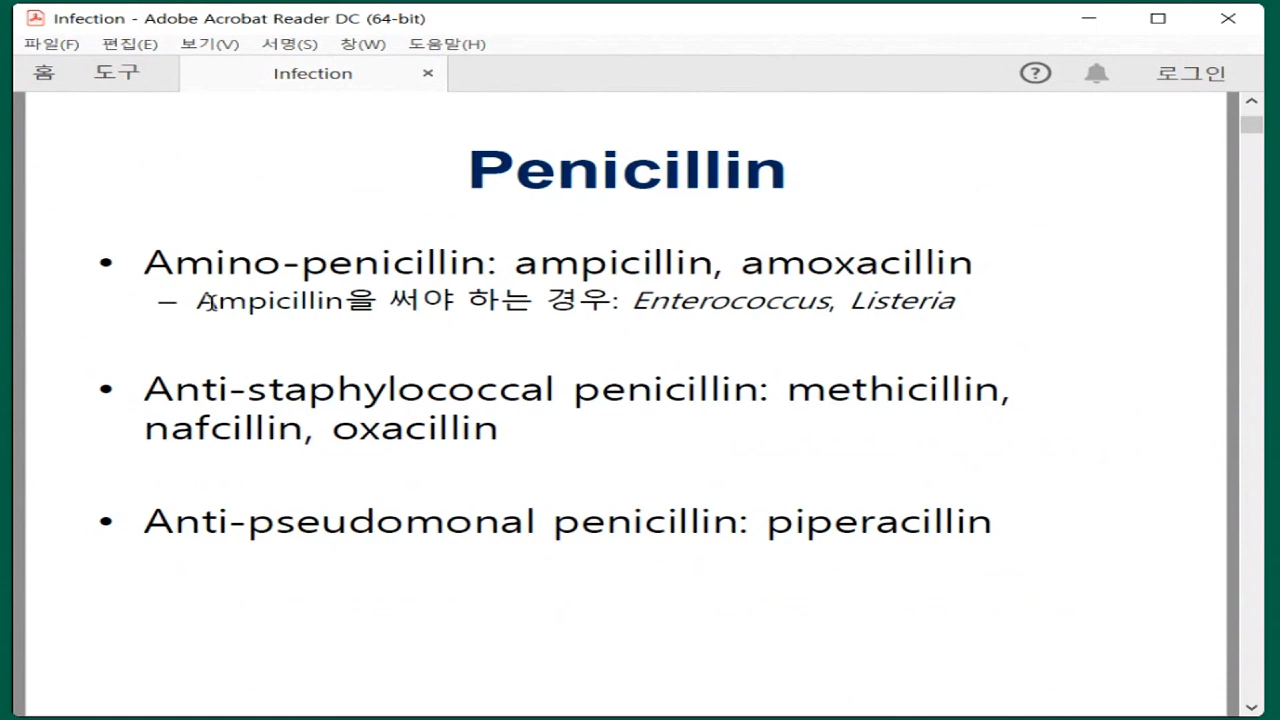 Infection - Adobe Acrobat Reader DC (64-bit)
파일(F) 편집(E) 보기(V) 서명(S) 창(W) 도움말(H)
홈 도구 Infection × ? 로그인
Penicillin
• Amino-penicillin: ampicillin, amoxacillin
– Ampicillin을 써야 하는 경우: Enterococcus, Listeria
• Anti-staphylococcal penicillin: methicillin,
nafcillin, oxacillin
• Anti-pseudomonal penicillin: piperacillin